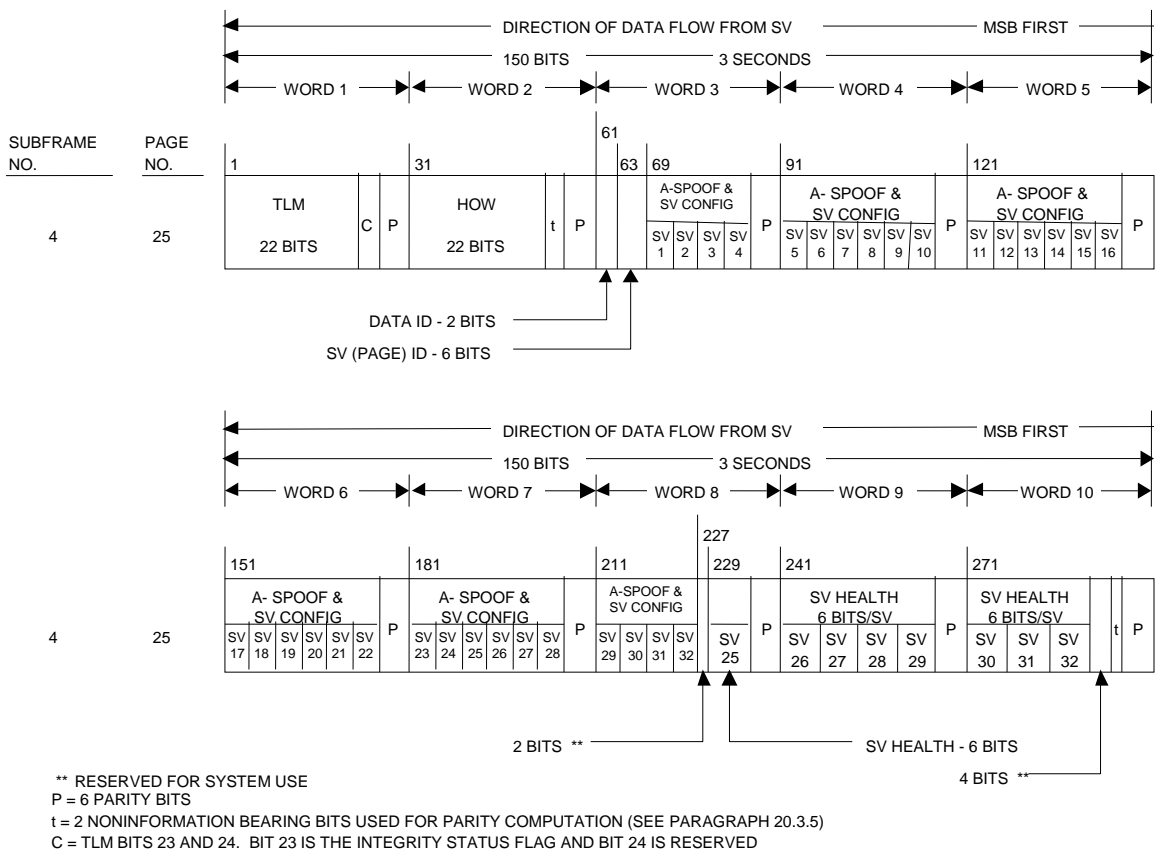 DIRECTION OF DATA FLOW FROM SV MSB FIRST
150 BITS 3 SECONDS
WORD 1 WORD 2 WORD 3 WORD 4 WORD 5
SUBFRAME NO.
PAGE NO.
61
1 31 63 69 91 121
4 25
TLM 22 BITS C P
HOW 22 BITS t P
A-SPOOF & SV CONFIG
SV 1 SV 2 SV 3 SV 4 P
A- SPOOF & SV CONFIG
SV 5 SV 6 SV 7 SV 8 SV 9 SV 10 P
A- SPOOF & SV CONFIG
SV 11 SV 12 SV 13 SV 14 SV 15 SV 16 P
DATA ID - 2 BITS
SV (PAGE) ID - 6 BITS
DIRECTION OF DATA FLOW FROM SV MSB FIRST
150 BITS 3 SECONDS
WORD 6 WORD 7 WORD 8 WORD 9 WORD 10
227
151 181 211 229 241 271
4 25
A- SPOOF & SV CONFIG
SV 17 SV 18 SV 19 SV 20 SV 21 SV 22 P
A- SPOOF & SV CONFIG
SV 23 SV 24 SV 25 SV 26 SV 27 SV 28 P
A-SPOOF & SV CONFIG
SV 29 SV 30 SV 31 SV 32
SV 25 P
SV HEALTH 6 BITS/SV
SV 26 SV 27 SV 28 SV 29 P
SV HEALTH 6 BITS/SV
SV 30 SV 31 SV 32 t P
2 BITS ** SV HEALTH - 6 BITS
4 BITS **
** RESERVED FOR SYSTEM USE
P = 6 PARITY BITS
t = 2 NONINFORMATION BEARING BITS USED FOR PARITY COMPUTATION (SEE PARAGRAPH 20.3.5)
C = TLM BITS 23 AND 24. BIT 23 IS THE INTEGRITY STATUS FLAG AND BIT 24 IS RESERVED